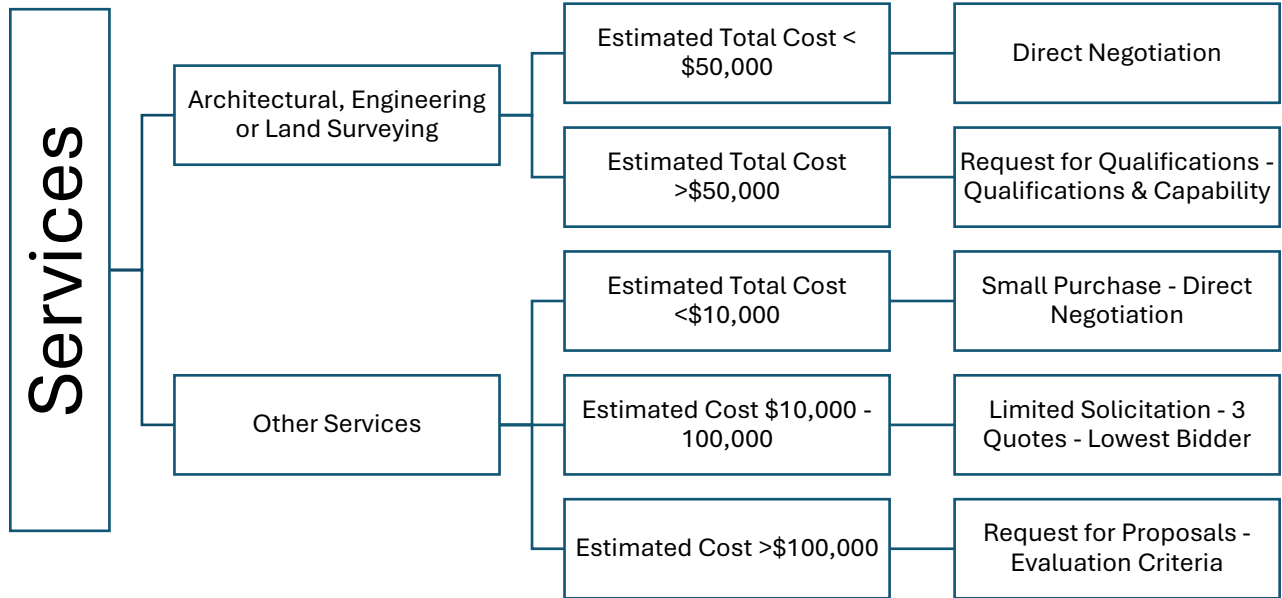 Services
Architectural, Engineering
or Land Surveying
Estimated Total Cost <
$50,000
Direct Negotiation
Estimated Total Cost
>$50,000
Request for Qualifications -
Qualifications & Capability
Other Services
Estimated Total Cost
<$10,000
Small Purchase - Direct
Negotiation
Estimated Cost $10,000 -
100,000
Limited Solicitation - 3
Quotes - Lowest Bidder
Estimated Cost >$100,000
Request for Proposals -
Evaluation Criteria